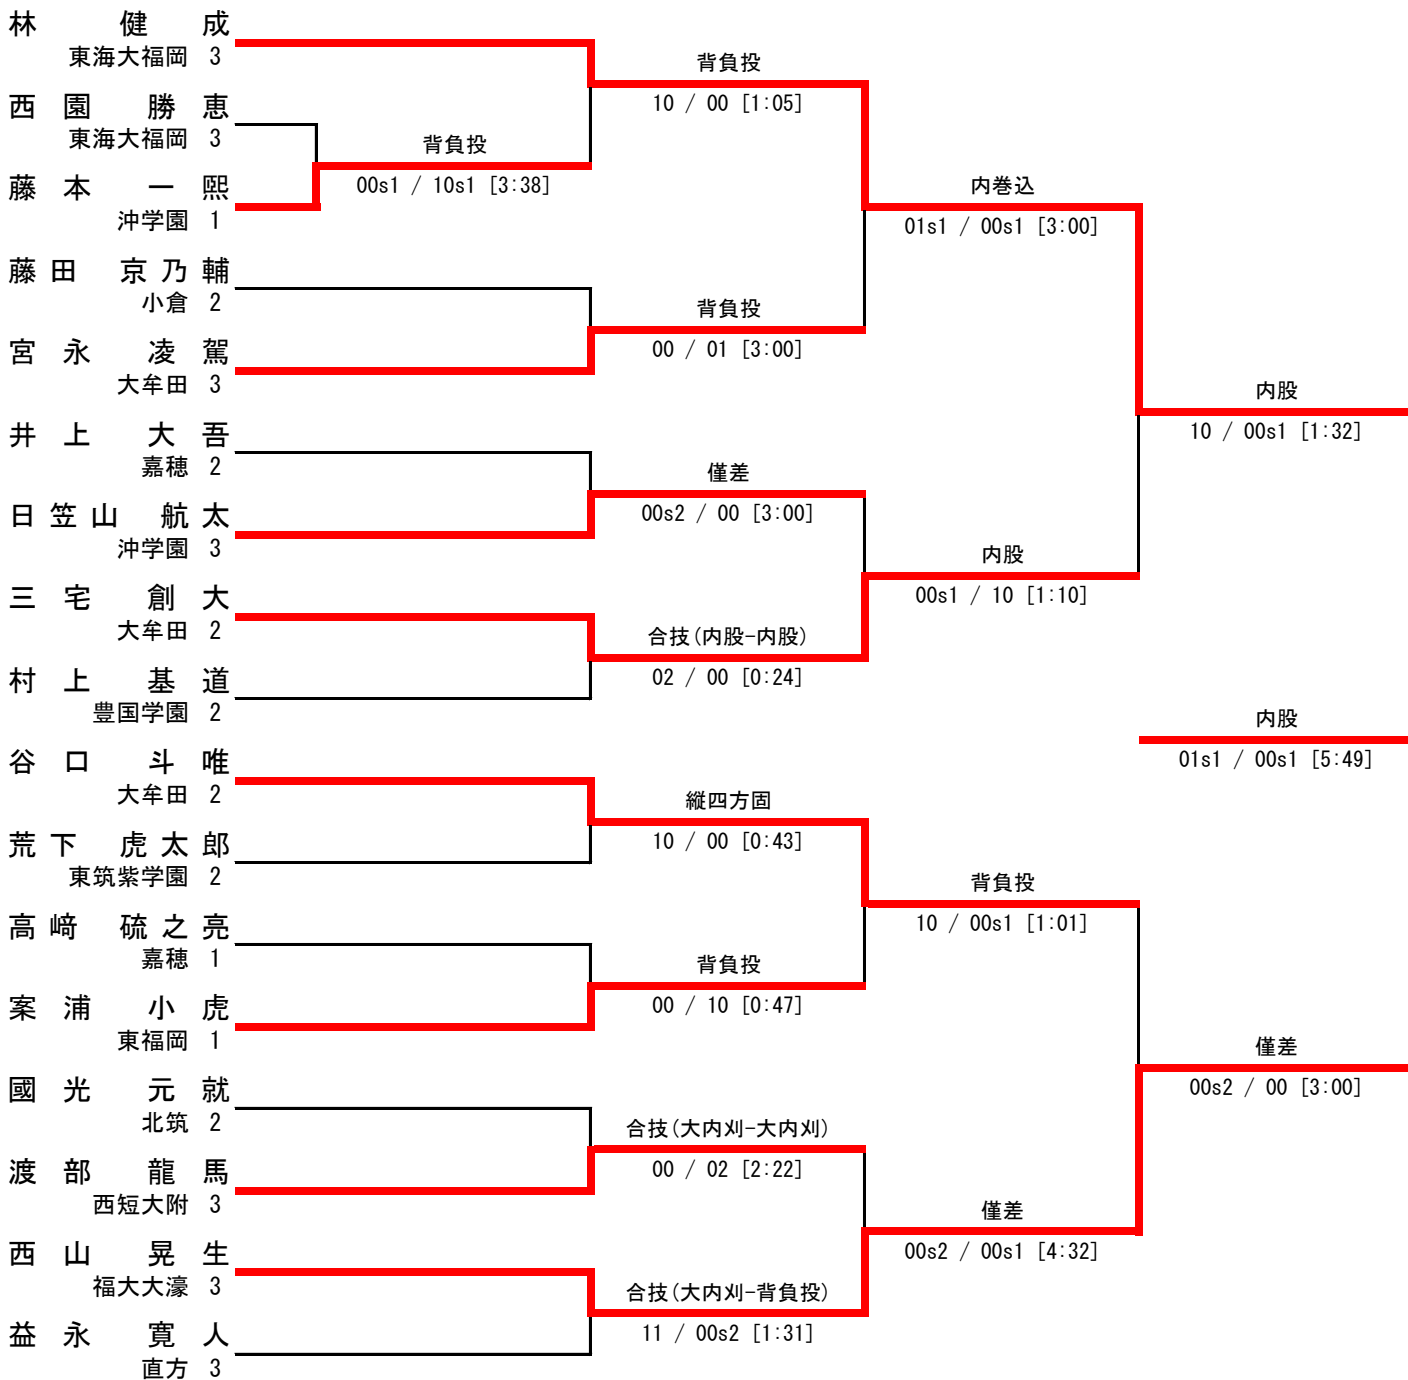 林 健 成
東海大福岡 3
西 園 勝 恵
東海大福岡 3
藤 本 一 熙
沖学園 1
藤 田 京 乃 輔
小倉 2
宮 永 凌 駕
大牟田 3
井 上 大 吾
嘉穂 2
日 笠 山 航 太
沖学園 3
三 宅 創 大
大牟田 2
村 上 基 道
豊国学園 2
谷 口 斗 唯
大牟田 2
荒 下 虎 太 郎
東筑紫学園 2
高 﨑 硫 之 亮
嘉穂 1
案 浦 小 虎
東福岡 1
國 光 元 就
北筑 2
渡 部 龍 馬
西短大附 3
西 山 晃 生
福大大濠 3
益 永 寛 人
直方 3
背負投
00s1 / 10s1 [3:38]
背負投
10 / 00 [1:05]
背負投
00 / 01 [3:00]
僅差
00s2 / 00 [3:00]
合技(内股-内股)
02 / 00 [0:24]
縦四方固
10 / 00 [0:43]
背負投
00 / 10 [0:47]
合技(大内刈-大内刈)
00 / 02 [2:22]
合技(大内刈-背負投)
11 / 00s2 [1:31]
内巻込
01s1 / 00s1 [3:00]
内股
00s1 / 10 [1:10]
背負投
10 / 00s1 [1:01]
僅差
00s2 / 00s1 [4:32]
内股
10 / 00s1 [1:32]
内股
01s1 / 00s1 [5:49]
僅差
00s2 / 00 [3:00]